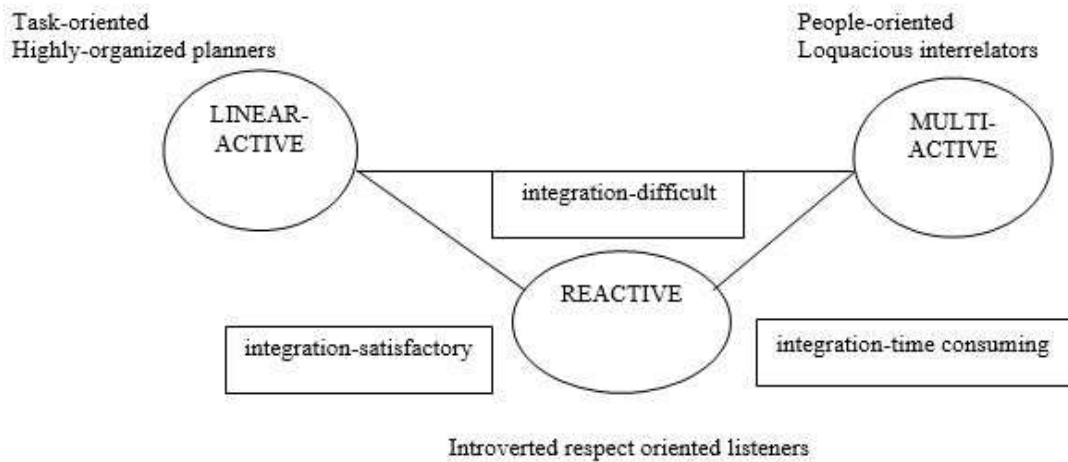 Task-oriented
Highly-organized planners
People-oriented
Loquacious interrelators
LINEAR-
ACTIVE
MULTI-
ACTIVE
integration-difficult
REACTIVE
integration-satisfactory
integration-time consuming
Introverted respect oriented listeners